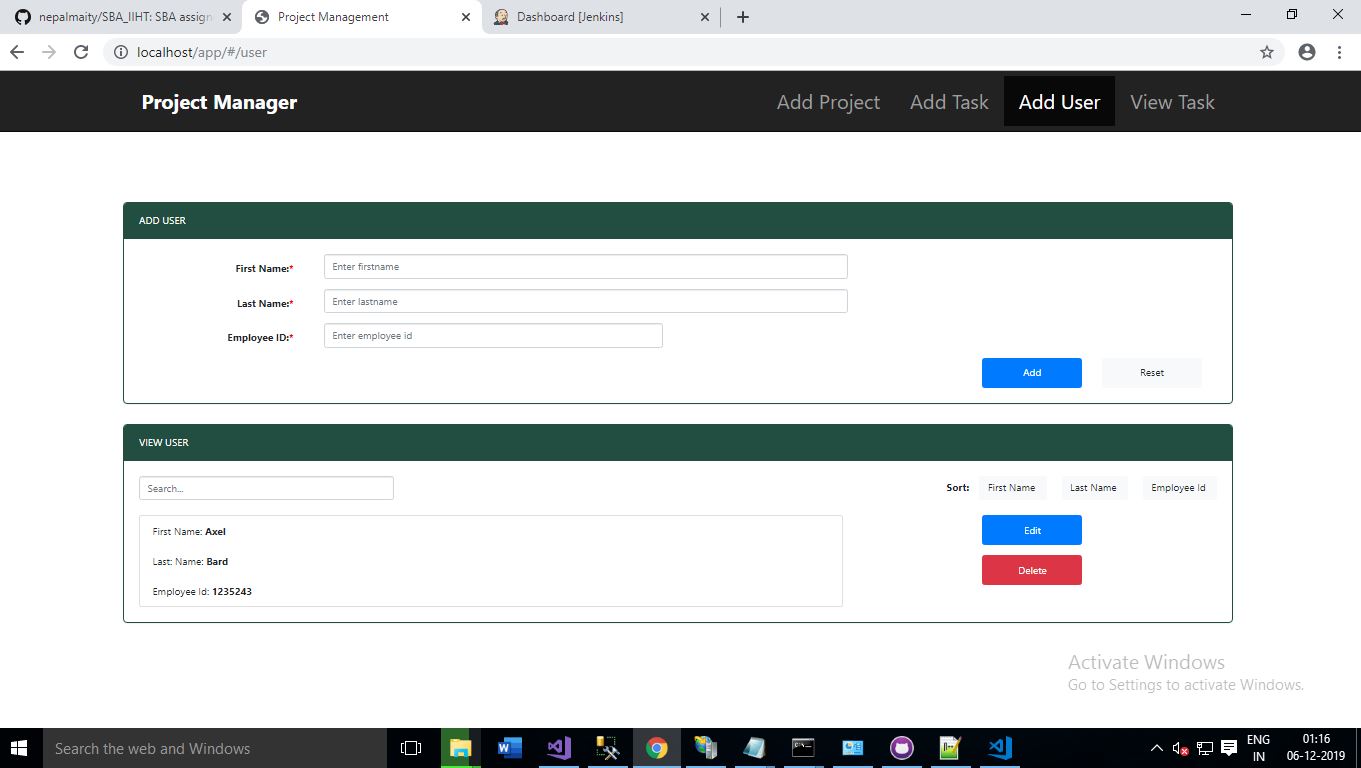 nepalmaity/SBA_IIHT: SBA assign
Project Management
Dashboard [Jenkins]
localhost/app/#/user
Project Manager
Add Project
Add Task
Add User
View Task
ADD USER
First Name:*
Enter firstname
Last Name:*
Enter lastname
Employee ID:*
Enter employee id
Add
Reset
VIEW USER
Search...
Sort:
First Name
Last Name
Employee Id
First Name: Axel
Edit
Last: Name: Bard
Delete
Employee Id: 1235243
Activate Windows
Go to Settings to activate Windows.
Search the web and Windows
ENG
IN
01:16
06-12-2019